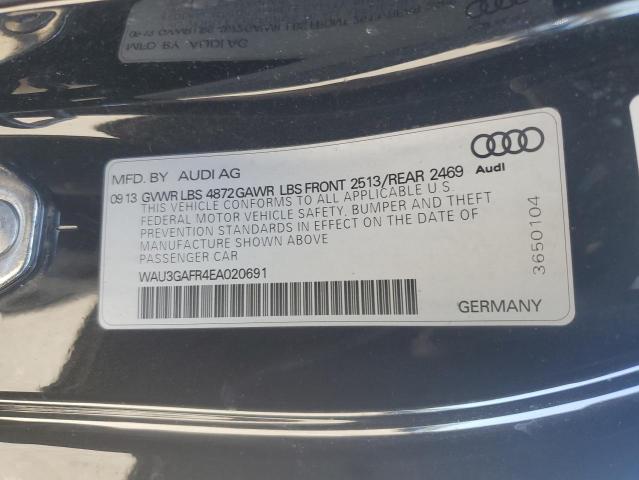 MFD. BY AUDI AG
Audi
09 13 GVWR LBS 4872 GAWR LBS FRONT 2513/REAR 2469
THIS VEHICLE CONFORMS TO ALL APPLICABLE U.S.
FEDERAL MOTOR VEHICLE SAFETY, BUMPER AND THEFT
PREVENTION STANDARDS IN EFFECT ON THE DATE OF
MANUFACTURE SHOWN ABOVE
PASSENGER CAR
WAU3GAFR4EA020691
3650104
GERMANY